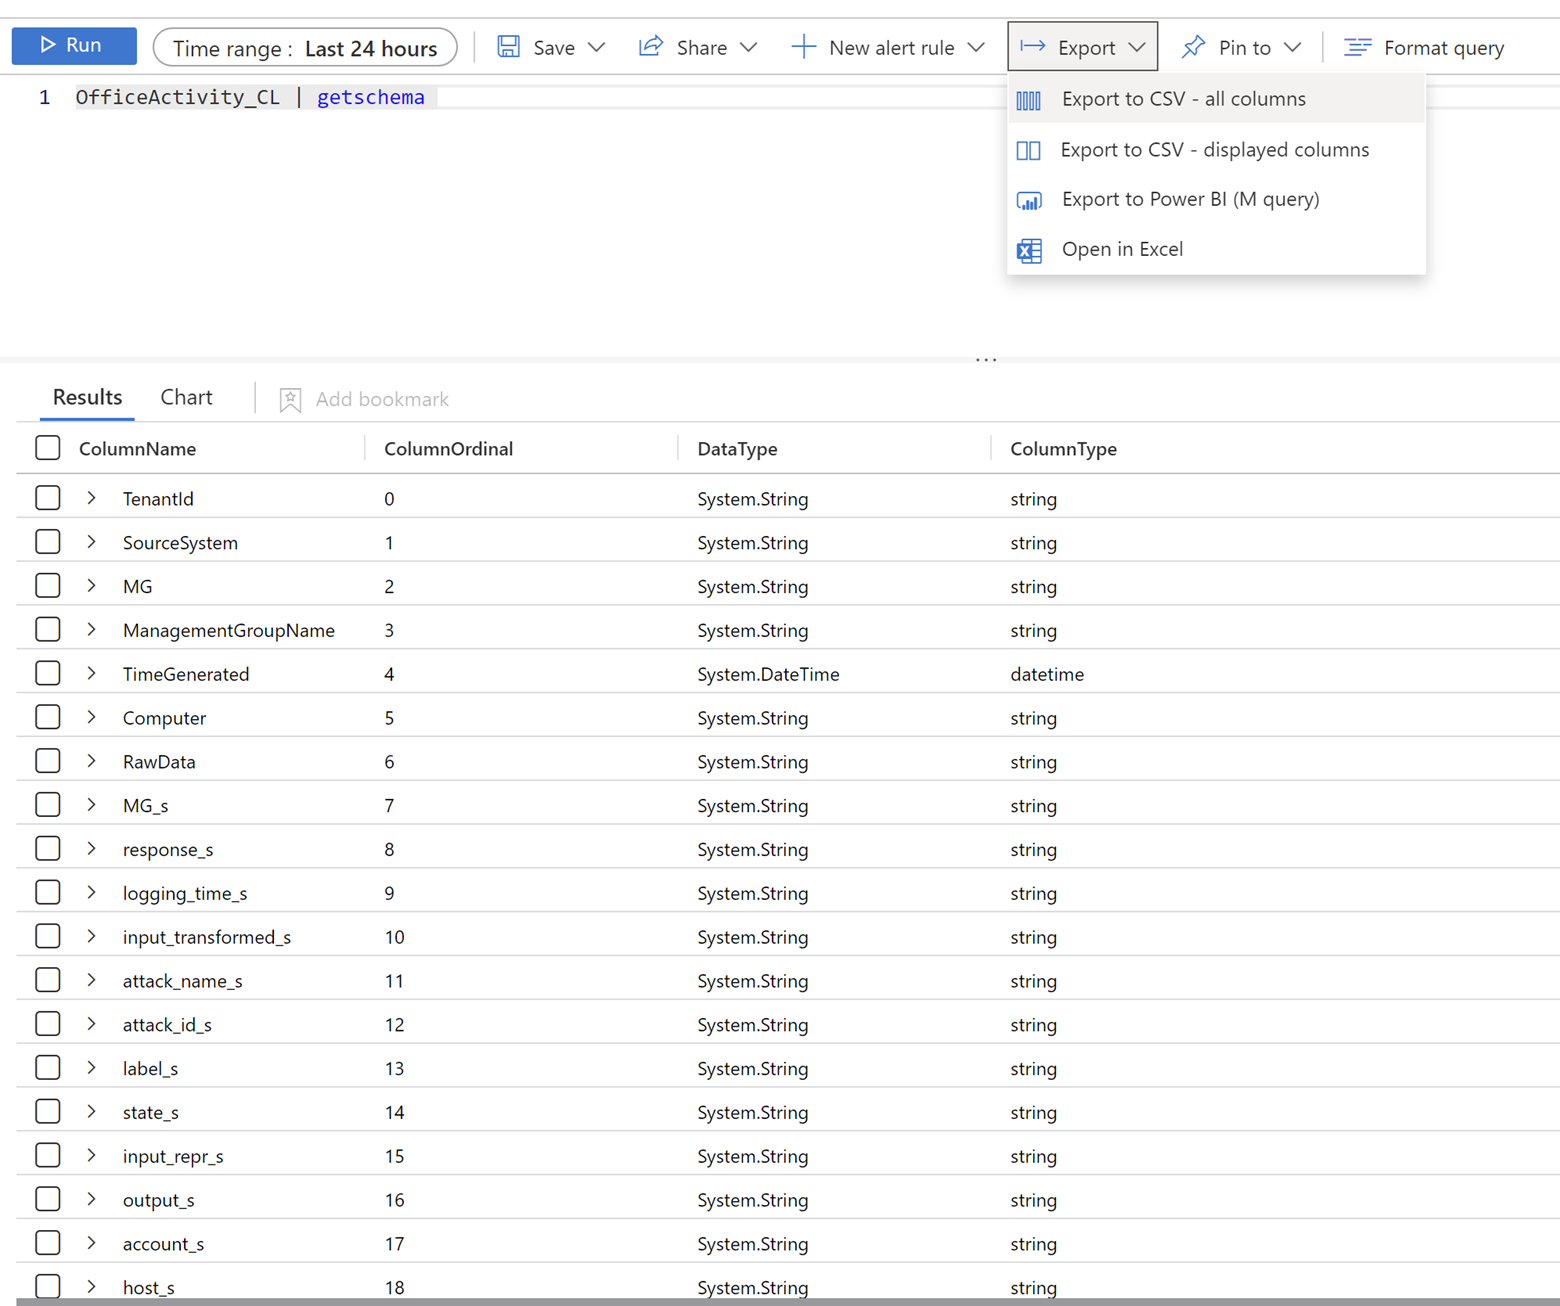 Run Time range : Last 24 hours Save Share New alert rule Export Pin to Format query
1 OfficeActivity_CL | getschema
Export to CSV - all columns
Export to CSV - displayed columns
Export to Power BI (M query)
Open in Excel
...
Results Chart Add bookmark
ColumnName ColumnOrdinal DataType ColumnType
TenantId 0 System.String string
SourceSystem 1 System.String string
MG 2 System.String string
ManagementGroupName 3 System.String string
TimeGenerated 4 System.DateTime datetime
Computer 5 System.String string
RawData 6 System.String string
MG_s 7 System.String string
response_s 8 System.String string
logging_time_s 9 System.String string
input_transformed_s 10 System.String string
attack_name_s 11 System.String string
attack_id_s 12 System.String string
label_s 13 System.String string
state_s 14 System.String string
input_repr_s 15 System.String string
output_s 16 System.String string
account_s 17 System.String string
host_s 18 System.String string